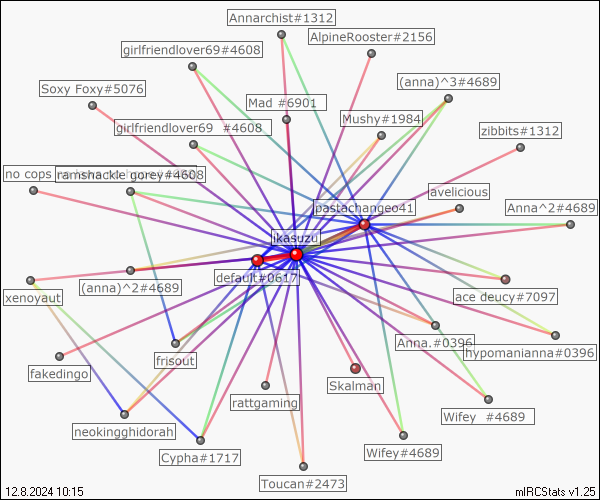 Annarchist#1312
AlpineRooster#2156
girlfriendlover69#4608
(anna)^3#4689
Soxy Foxy#5076
Mad #6901
Mushy#1984
girlfriendlover69 #4608
zibbits#1312
no cops
ramshackle gorey#4608
avelicious
pastachangeo41
Anna^2#4689
ikasuzu
default#0617
(anna)^2#4689
ace deucy#7097
xenoyaut
Anna.#0396
hypomanianna#0396
frisout
fakedingo
Skalman
rattgaming
Wifey #4689
neokingghidorah
Wifey#4689
Cypha#1717
Toucan#2473
12.8.2024 10:15
mIRCStats v1.25